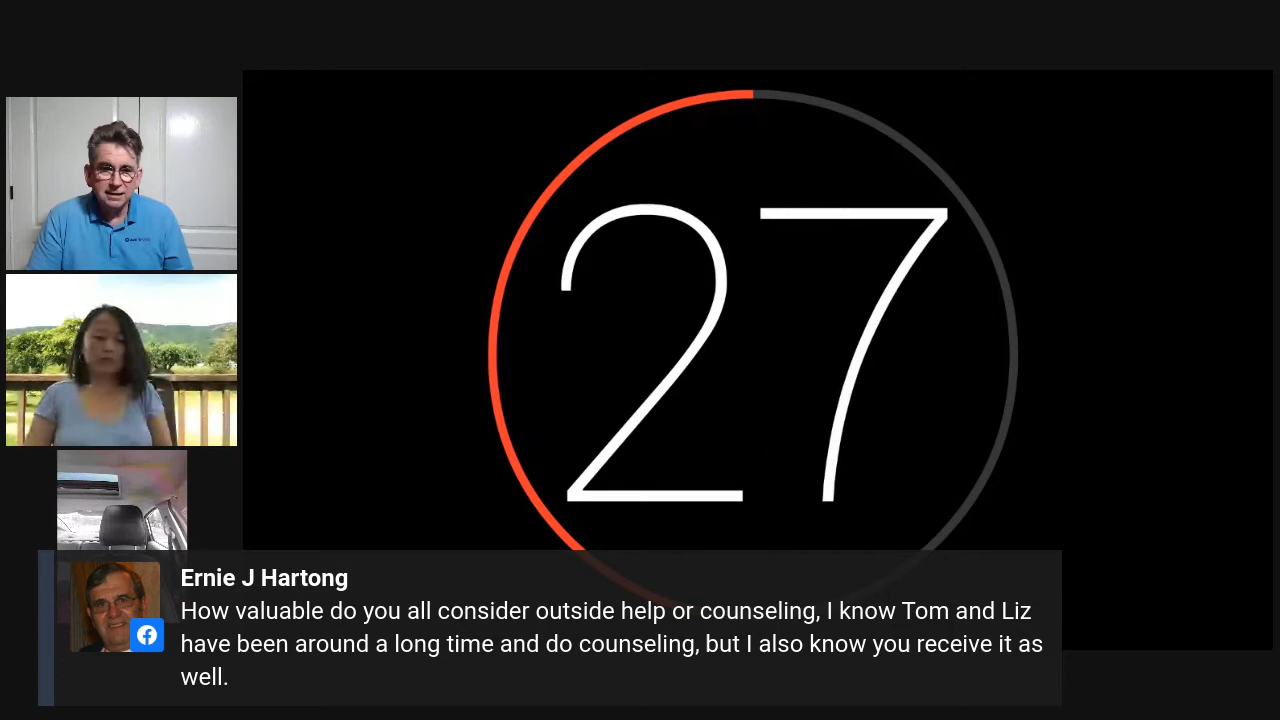 27
Ernie J Hartong
How valuable do you all consider outside help or counseling, I know Tom and Liz
have been around a long time and do counseling, but I also know you receive it as
well.